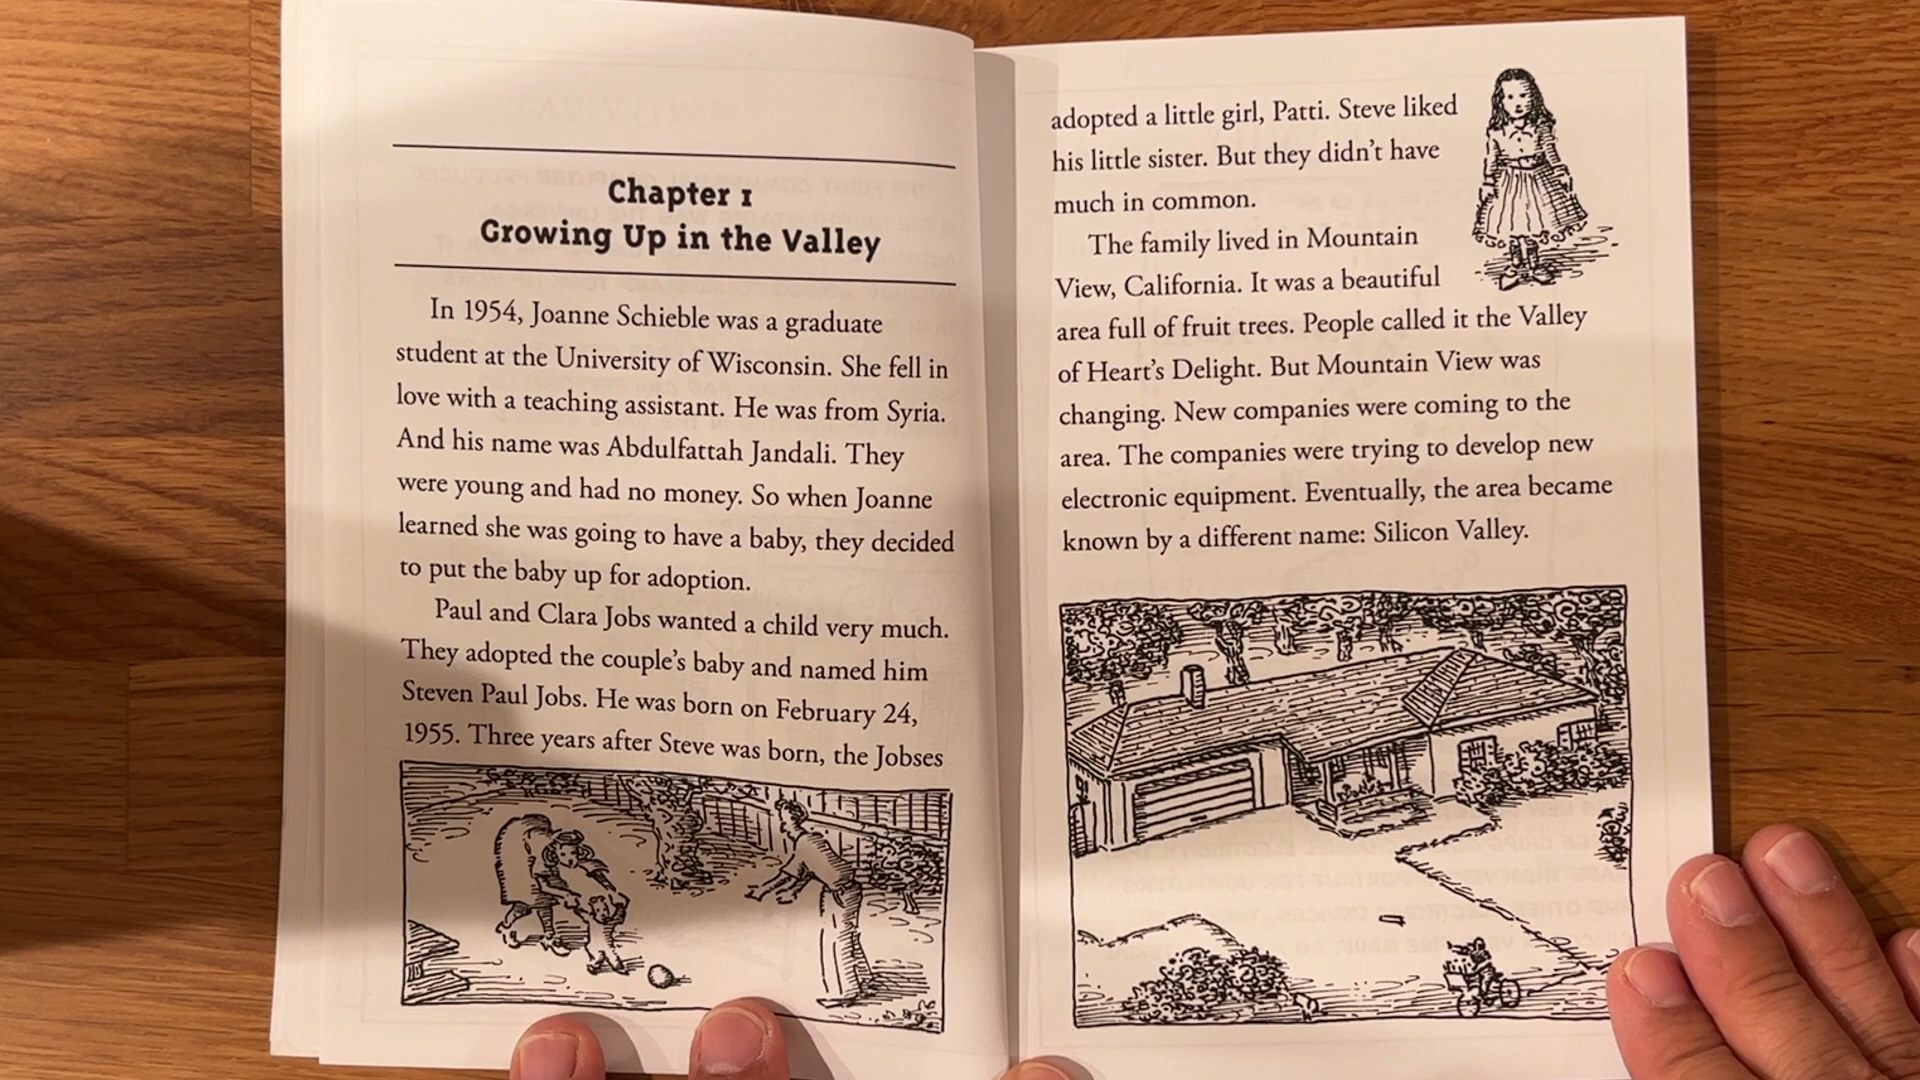 Chapter 1
Growing Up in the Valley
In 1954, Joanne Schieble was a graduate
student at the University of Wisconsin. She fell in
love with a teaching assistant. He was from Syria.
And his name was Abdulfattah Jandali. They
were young and had no money. So when Joanne
learned she was going to have a baby, they decided
to put the baby up for adoption.
Paul and Clara Jobs wanted a child very much.
They adopted the couple's baby and named him
Steven Paul Jobs. He was born on February 24,
1955. Three years after Steve was born, the Jobses
adopted a little girl, Patti. Steve liked
his little sister. But they didn't have
much in common.
The family lived in Mountain
View, California. It was a beautiful
area full of fruit trees. People called it the Valley
of Heart's Delight. But Mountain View was
changing. New companies were coming to the
area. The companies were trying to develop new
electronic equipment. Eventually, the area became
known by a different name: Silicon Valley.